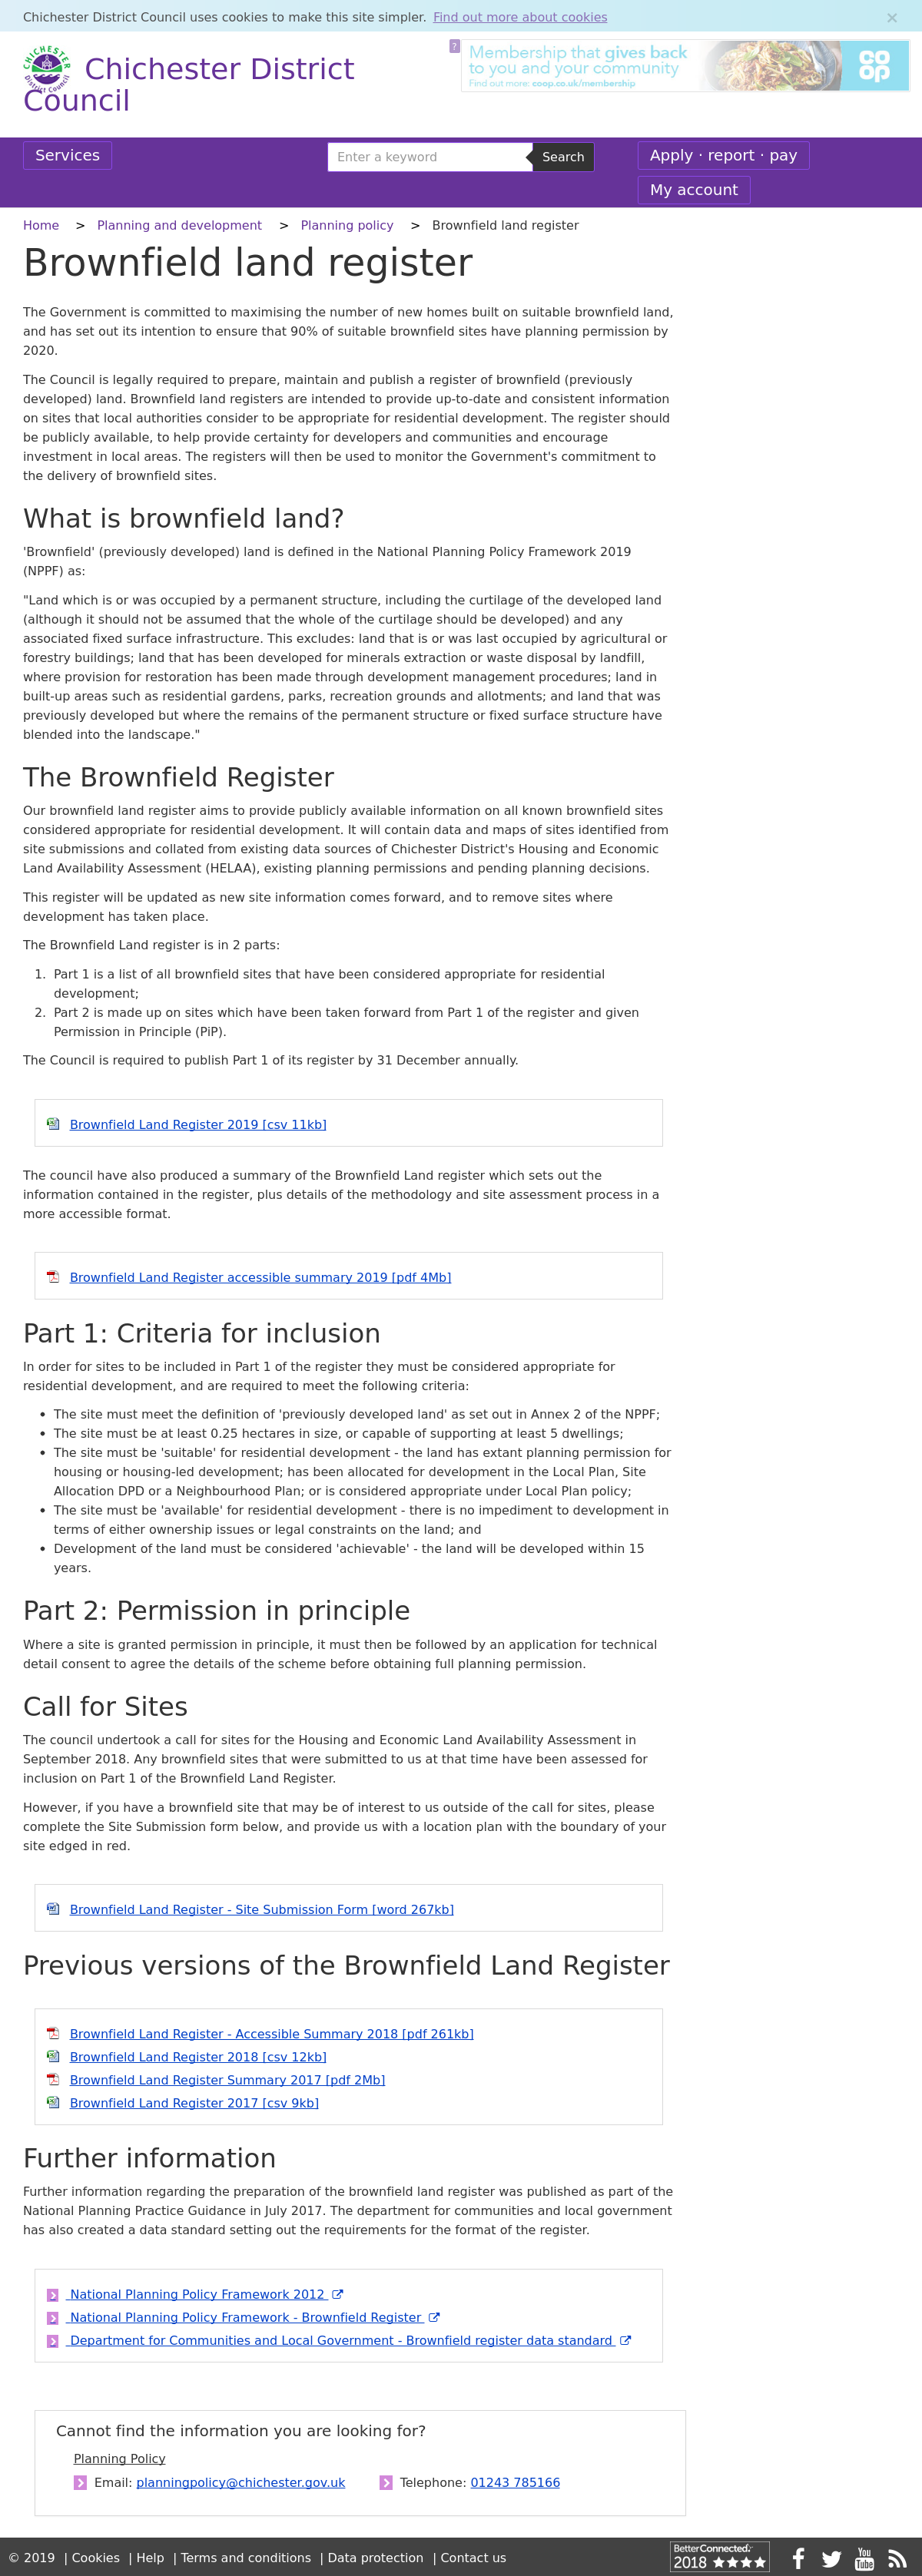 Chichester District Council uses cookies to make this site simpler. Find out more about cookies ×
Chichester District
Council
?
Membership that gives back
to you and your community
Find out more: coop.co.uk/membership
CO
OP
Services
Enter a keyword
Search
Apply · report · pay
My account
Home > Planning and development > Planning policy > Brownfield land register
Brownfield land register
The Government is committed to maximising the number of new homes built on suitable brownfield land,
and has set out its intention to ensure that 90% of suitable brownfield sites have planning permission by
2020.
The Council is legally required to prepare, maintain and publish a register of brownfield (previously
developed) land. Brownfield land registers are intended to provide up-to-date and consistent information
on sites that local authorities consider to be appropriate for residential development. The register should
be publicly available, to help provide certainty for developers and communities and encourage
investment in local areas. The registers will then be used to monitor the Government's commitment to
the delivery of brownfield sites.
What is brownfield land?
'Brownfield' (previously developed) land is defined in the National Planning Policy Framework 2019
(NPPF) as:
"Land which is or was occupied by a permanent structure, including the curtilage of the developed land
(although it should not be assumed that the whole of the curtilage should be developed) and any
associated fixed surface infrastructure. This excludes: land that is or was last occupied by agricultural or
forestry buildings; land that has been developed for minerals extraction or waste disposal by landfill,
where provision for restoration has been made through development management procedures; land in
built-up areas such as residential gardens, parks, recreation grounds and allotments; and land that was
previously developed but where the remains of the permanent structure or fixed surface structure have
blended into the landscape."
The Brownfield Register
Our brownfield land register aims to provide publicly available information on all known brownfield sites
considered appropriate for residential development. It will contain data and maps of sites identified from
site submissions and collated from existing data sources of Chichester District's Housing and Economic
Land Availability Assessment (HELAA), existing planning permissions and pending planning decisions.
This register will be updated as new site information comes forward, and to remove sites where
development has taken place.
The Brownfield Land register is in 2 parts:
1. Part 1 is a list of all brownfield sites that have been considered appropriate for residential
development;
2. Part 2 is made up on sites which have been taken forward from Part 1 of the register and given
Permission in Principle (PiP).
The Council is required to publish Part 1 of its register by 31 December annually.
Brownfield Land Register 2019 [csv 11kb]
The council have also produced a summary of the Brownfield Land register which sets out the
information contained in the register, plus details of the methodology and site assessment process in a
more accessible format.
Brownfield Land Register accessible summary 2019 [pdf 4Mb]
Part 1: Criteria for inclusion
In order for sites to be included in Part 1 of the register they must be considered appropriate for
residential development, and are required to meet the following criteria:
• The site must meet the definition of 'previously developed land' as set out in Annex 2 of the NPPF;
• The site must be at least 0.25 hectares in size, or capable of supporting at least 5 dwellings;
• The site must be 'suitable' for residential development - the land has extant planning permission for
housing or housing-led development; has been allocated for development in the Local Plan, Site
Allocation DPD or a Neighbourhood Plan; or is considered appropriate under Local Plan policy;
• The site must be 'available' for residential development - there is no impediment to development in
terms of either ownership issues or legal constraints on the land; and
• Development of the land must be considered 'achievable' - the land will be developed within 15
years.
Part 2: Permission in principle
Where a site is granted permission in principle, it must then be followed by an application for technical
detail consent to agree the details of the scheme before obtaining full planning permission.
Call for Sites
The council undertook a call for sites for the Housing and Economic Land Availability Assessment in
September 2018. Any brownfield sites that were submitted to us at that time have been assessed for
inclusion on Part 1 of the Brownfield Land Register.
However, if you have a brownfield site that may be of interest to us outside of the call for sites, please
complete the Site Submission form below, and provide us with a location plan with the boundary of your
site edged in red.
Brownfield Land Register - Site Submission Form [word 267kb]
Previous versions of the Brownfield Land Register
Brownfield Land Register - Accessible Summary 2018 [pdf 261kb]
Brownfield Land Register 2018 [csv 12kb]
Brownfield Land Register Summary 2017 [pdf 2Mb]
Brownfield Land Register 2017 [csv 9kb]
Further information
Further information regarding the preparation of the brownfield land register was published as part of the
National Planning Practice Guidance in July 2017. The department for communities and local government
has also created a data standard setting out the requirements for the format of the register.
National Planning Policy Framework 2012
National Planning Policy Framework - Brownfield Register
Department for Communities and Local Government - Brownfield register data standard
Cannot find the information you are looking for?
Planning Policy
Email: planningpolicy@chichester.gov.uk Telephone: 01243 785166
© 2019 | Cookies | Help | Terms and conditions | Data protection | Contact us
BetterConnected
2018 ★★★★
You
Tube